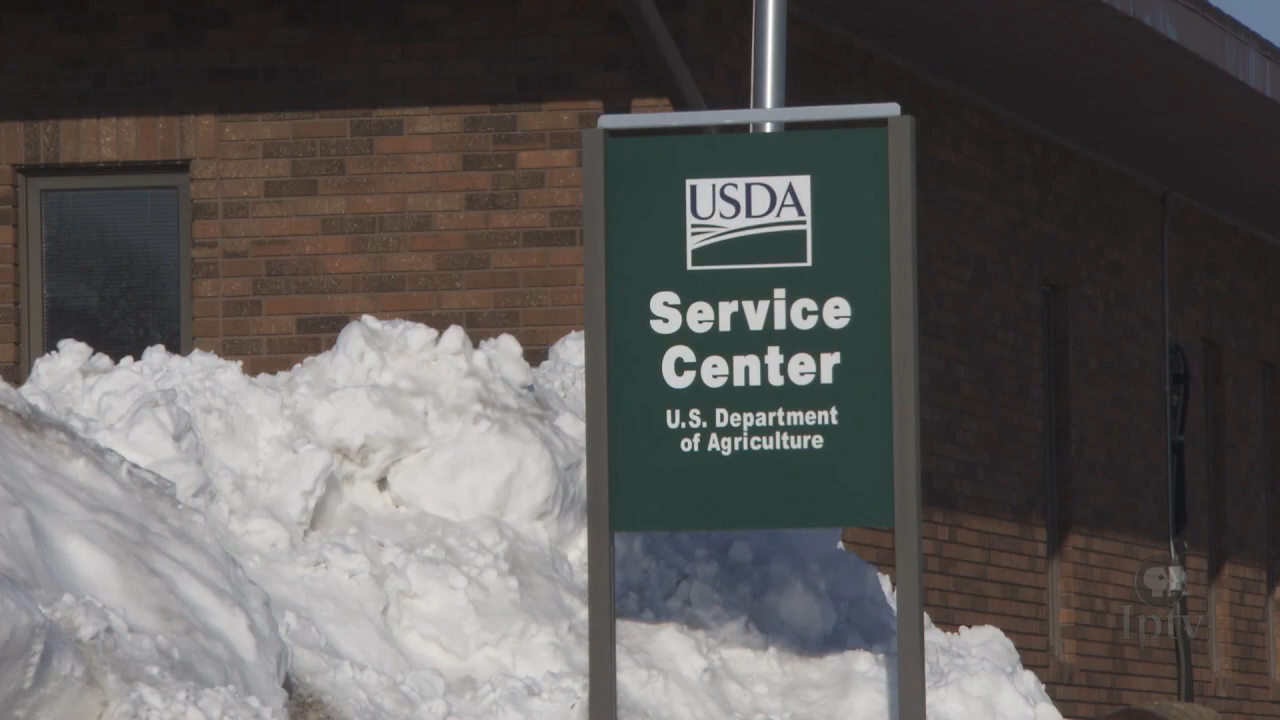 USDA
Service
Center
U.S. Department
of Agriculture
Iptv